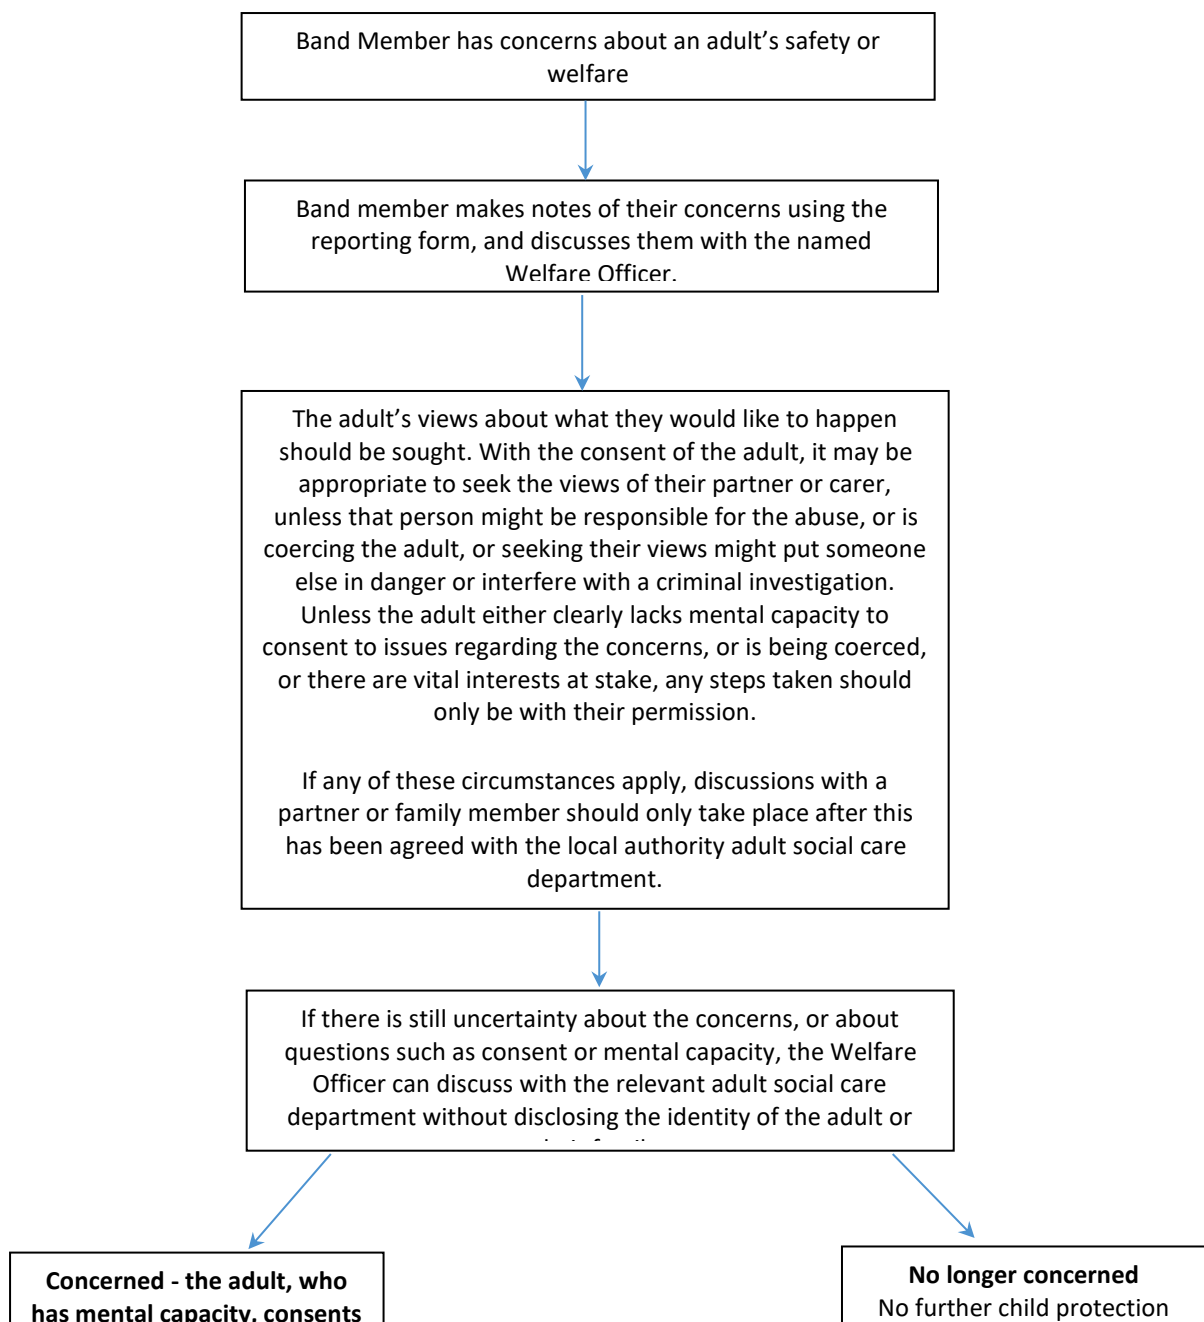 Band Member has concerns about an adult’s safety or
welfare
Band member makes notes of their concerns using the
reporting form, and discusses them with the named
Welfare Officer.
The adult’s views about what they would like to happen
should be sought. With the consent of the adult, it may be
appropriate to seek the views of their partner or carer,
unless that person might be responsible for the abuse, or is
coercing the adult, or seeking their views might put someone
else in danger or interfere with a criminal investigation.
Unless the adult either clearly lacks mental capacity to
consent to issues regarding the concerns, or is being coerced,
or there are vital interests at stake, any steps taken should
only be with their permission.
If any of these circumstances apply, discussions with a
partner or family member should only take place after this
has been agreed with the local authority adult social care
department.
If there is still uncertainty about the concerns, or about
questions such as consent or mental capacity, the Welfare
Officer can discuss with the relevant adult social care
department without disclosing the identity of the adult or
Concerned - the adult, who
has mental capacity, consents
No longer concerned
No further child protection